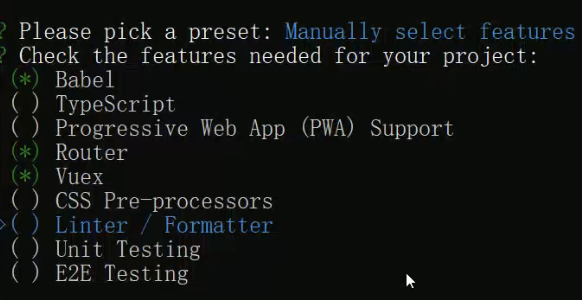 ? Please pick a preset: Manually select features
? Check the features needed for your project:
(*) Babel
( ) TypeScript
( ) Progressive Web App (PWA) Support
(*) Router
(*) Vuex
( ) CSS Pre-processors
>( ) Linter / Formatter
( ) Unit Testing
( ) E2E Testing